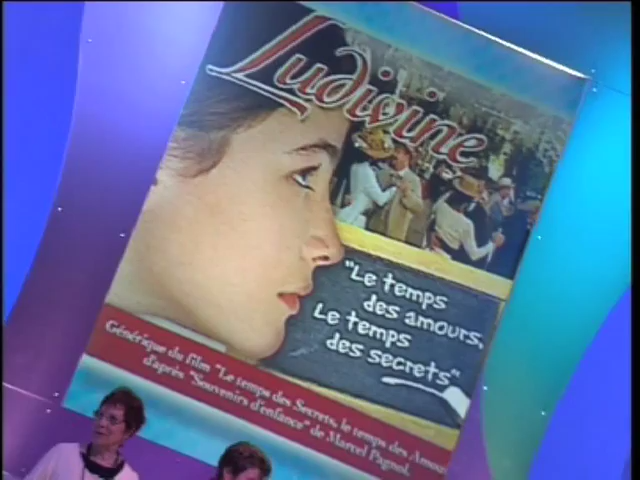 Ludivine
"Le temps
des amours,
Le temps
des secrets"
Générique du film "Le temps des Secrets, le temps des Amou
d'après "Souvenirs d'enfance" de Marcel Pagnol.